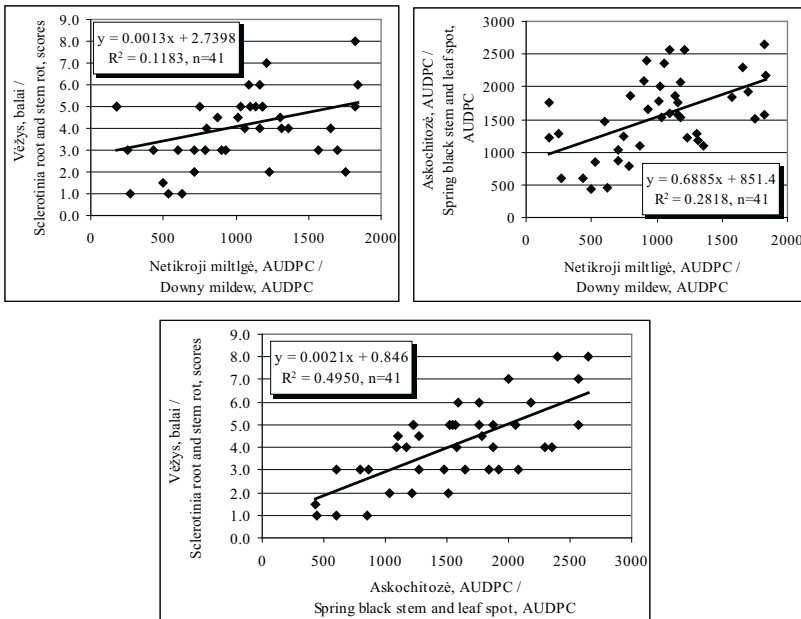 y = 0.0013x + 2.7398
R² = 0.1183, n=41
9.0
8.0
7.0
6.0
5.0
4.0
3.0
2.0
1.0
0.0
Vėžys, balai /
Sclerotinia root and stem rot, scores
0 500 1000 1500 2000
Netikroji miltlgė, AUDPC /
Downy mildew, AUDPC
3000
2500
2000
1500
1000
500
0
Askochitozė, AUDPC /
Spring black stem and leaf spot,
AUDPC
y = 0.6885x + 851.4
R² = 0.2818, n=41
0 500 1000 1500 2000
Netikroji miltligė, AUDPC /
Downy mildew, AUDPC
y = 0.0021x + 0.846
R² = 0.4950, n=41
9.0
8.0
7.0
6.0
5.0
4.0
3.0
2.0
1.0
0.0
Vėžys, balai /
Sclerotinia root and stem rot, scores
0 500 1000 1500 2000 2500 3000
Askochitozė, AUDPC /
Spring black stem and leaf spot, AUDPC